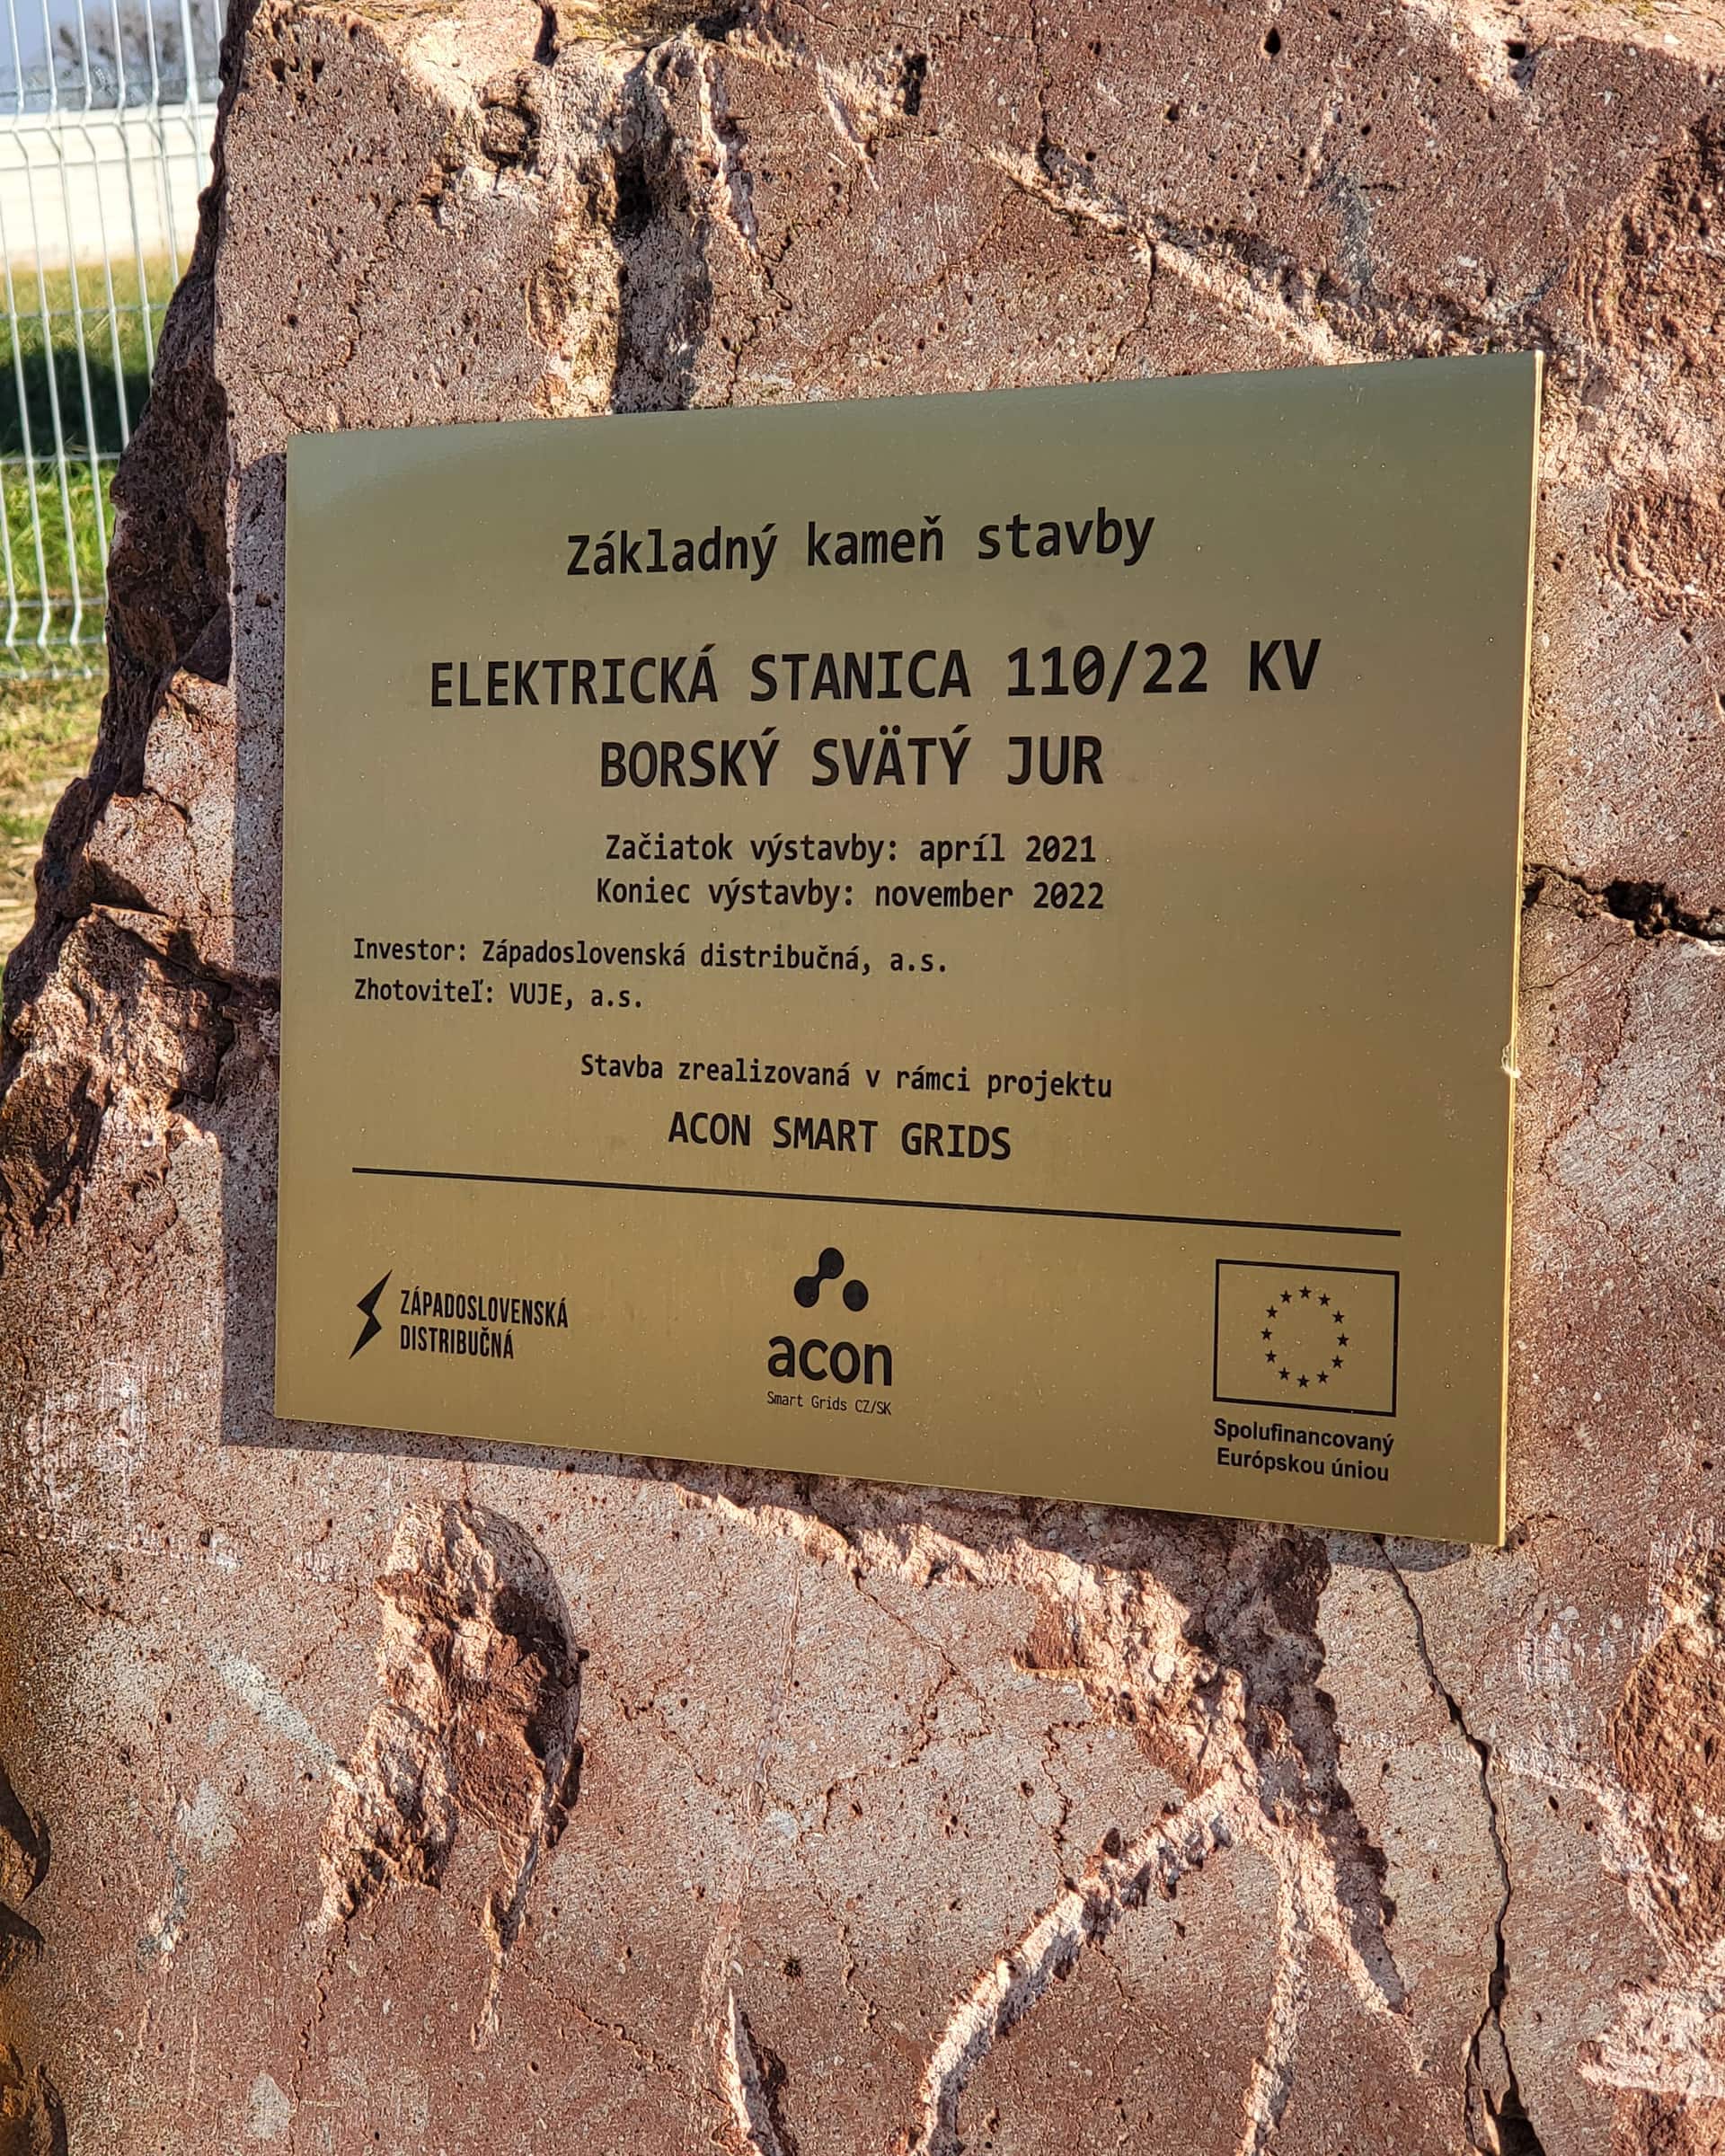 Základný kameň stavby
ELEKTRICKÁ STANICA 110/22 KV
BORSKÝ SVÄTÝ JUR
Začiatok výstavby: apríl 2021
Koniec výstavby: november 2022
Investor: Západoslovenská distribučná, a.s.
Zhotoviteľ: VUJE, a.s.
Stavba zrealizovaná v rámci projektu
ACON SMART GRIDS
ZÁPADOSLOVENSKÁ
DISTRIBUČNÁ
acon
Smart Grids CZ/SK
Spolufinancovaný
Európskou úniou